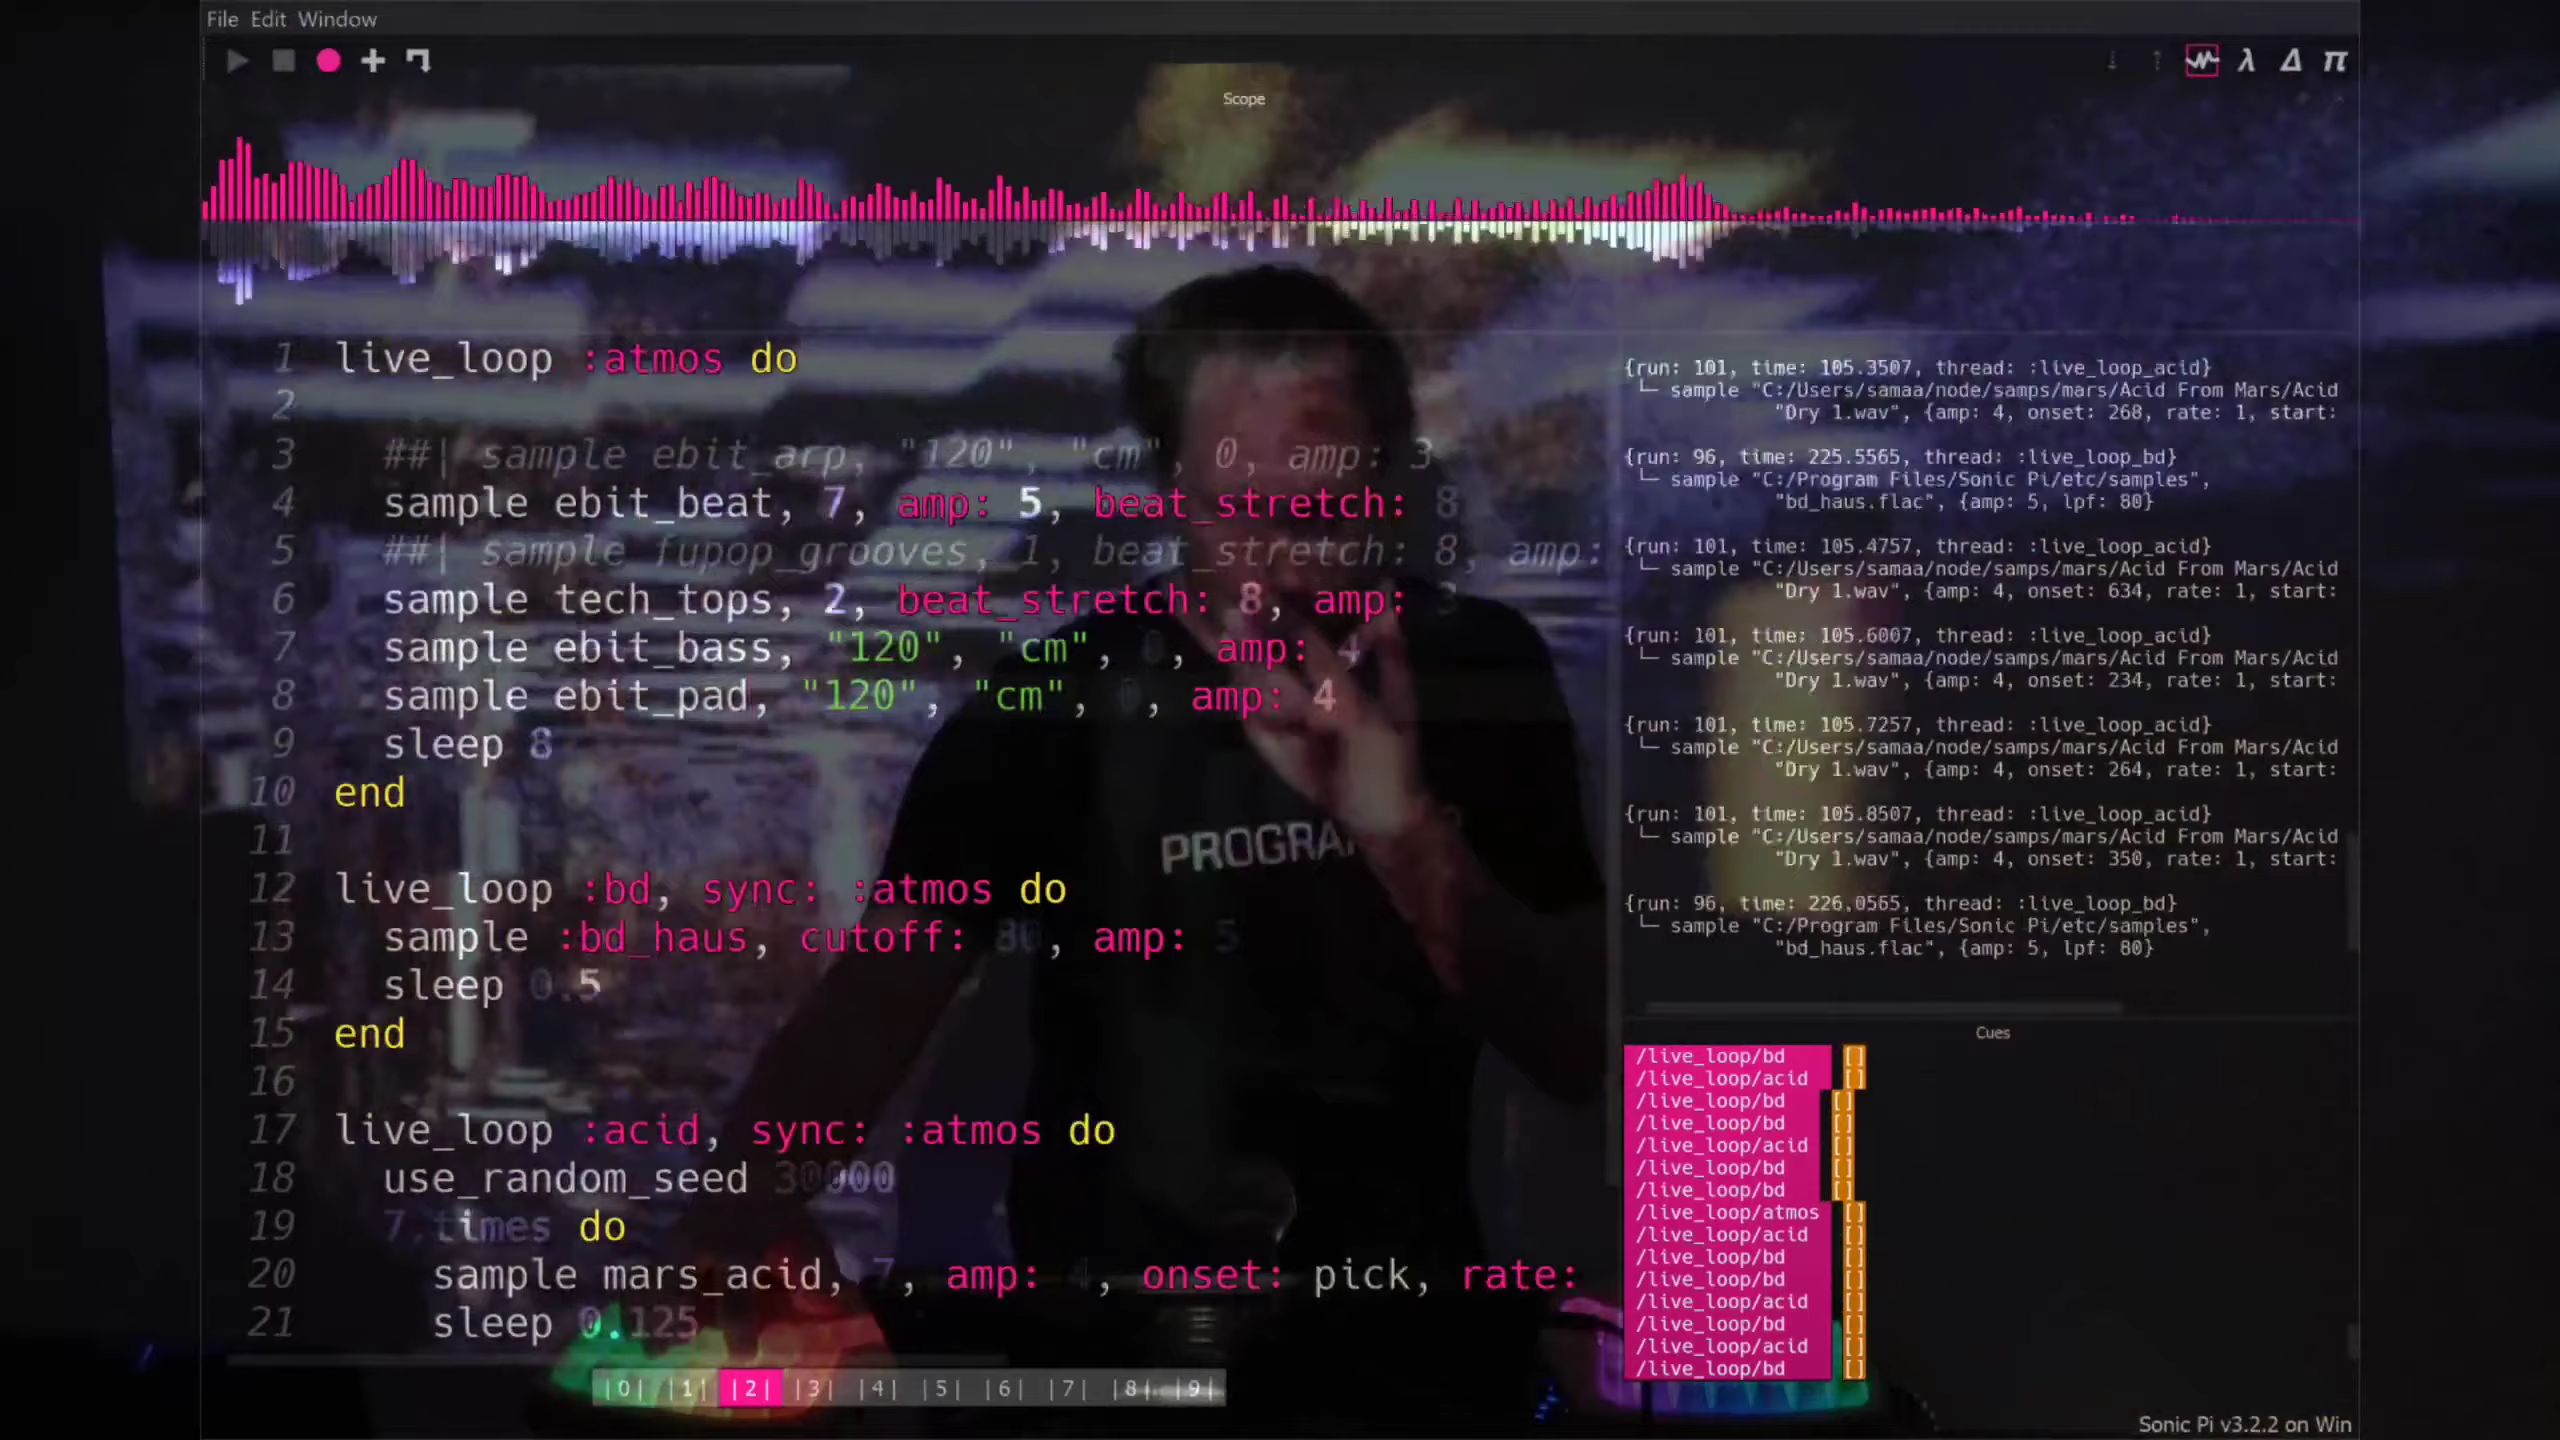 File Edit Window
Scope
1 live_loop :atmos do
2
3 ##| sample ebit_arp, "120", "cm", 0, amp: 3
4 sample ebit_beat, 7, amp: 5, beat_stretch: 8
5 ##| sample fupop_grooves, 1, beat_stretch: 8, amp:
6 sample tech_tops, 2, beat_stretch: 8, amp: 3
7 sample ebit_bass, "120", "cm", 0, amp: 4
8 sample ebit_pad, "120", "cm", 0, amp: 4
9 sleep 8
10 end
11
12 live_loop :bd, sync: :atmos do
13 sample :bd_haus, cutoff: 80, amp: 5
14 sleep 0.5
15 end
16
17 live_loop :acid, sync: :atmos do
18 use_random_seed 30000
19 7.times do
20 sample mars_acid, 7, amp: 4, onset: pick, rate:
21 sleep 0.125
|0| |1| |2| |3| |4| |5| |6| |7| |8| |9|
PROGRA
{run: 101, time: 105.3507, thread: :live_loop_acid}
└─ sample "C:/Users/samaa/node/samps/mars/Acid From Mars/Acid
"Dry 1.wav", {amp: 4, onset: 268, rate: 1, start:
{run: 96, time: 225.5565, thread: :live_loop_bd}
└─ sample "C:/Program Files/Sonic Pi/etc/samples",
"bd_haus.flac", {amp: 5, lpf: 80}
{run: 101, time: 105.4757, thread: :live_loop_acid}
└─ sample "C:/Users/samaa/node/samps/mars/Acid From Mars/Acid
"Dry 1.wav", {amp: 4, onset: 634, rate: 1, start:
{run: 101, time: 105.6007, thread: :live_loop_acid}
└─ sample "C:/Users/samaa/node/samps/mars/Acid From Mars/Acid
"Dry 1.wav", {amp: 4, onset: 234, rate: 1, start:
{run: 101, time: 105.7257, thread: :live_loop_acid}
└─ sample "C:/Users/samaa/node/samps/mars/Acid From Mars/Acid
"Dry 1.wav", {amp: 4, onset: 264, rate: 1, start:
{run: 101, time: 105.8507, thread: :live_loop_acid}
└─ sample "C:/Users/samaa/node/samps/mars/Acid From Mars/Acid
"Dry 1.wav", {amp: 4, onset: 350, rate: 1, start:
{run: 96, time: 226.0565, thread: :live_loop_bd}
└─ sample "C:/Program Files/Sonic Pi/etc/samples",
"bd_haus.flac", {amp: 5, lpf: 80}
Cues
/live_loop/bd []
/live_loop/acid []
/live_loop/bd []
/live_loop/bd []
/live_loop/acid []
/live_loop/bd []
/live_loop/bd []
/live_loop/atmos []
/live_loop/acid []
/live_loop/bd []
/live_loop/bd []
/live_loop/acid []
/live_loop/bd []
/live_loop/acid []
/live_loop/bd []
Sonic Pi v3.2.2 on Win